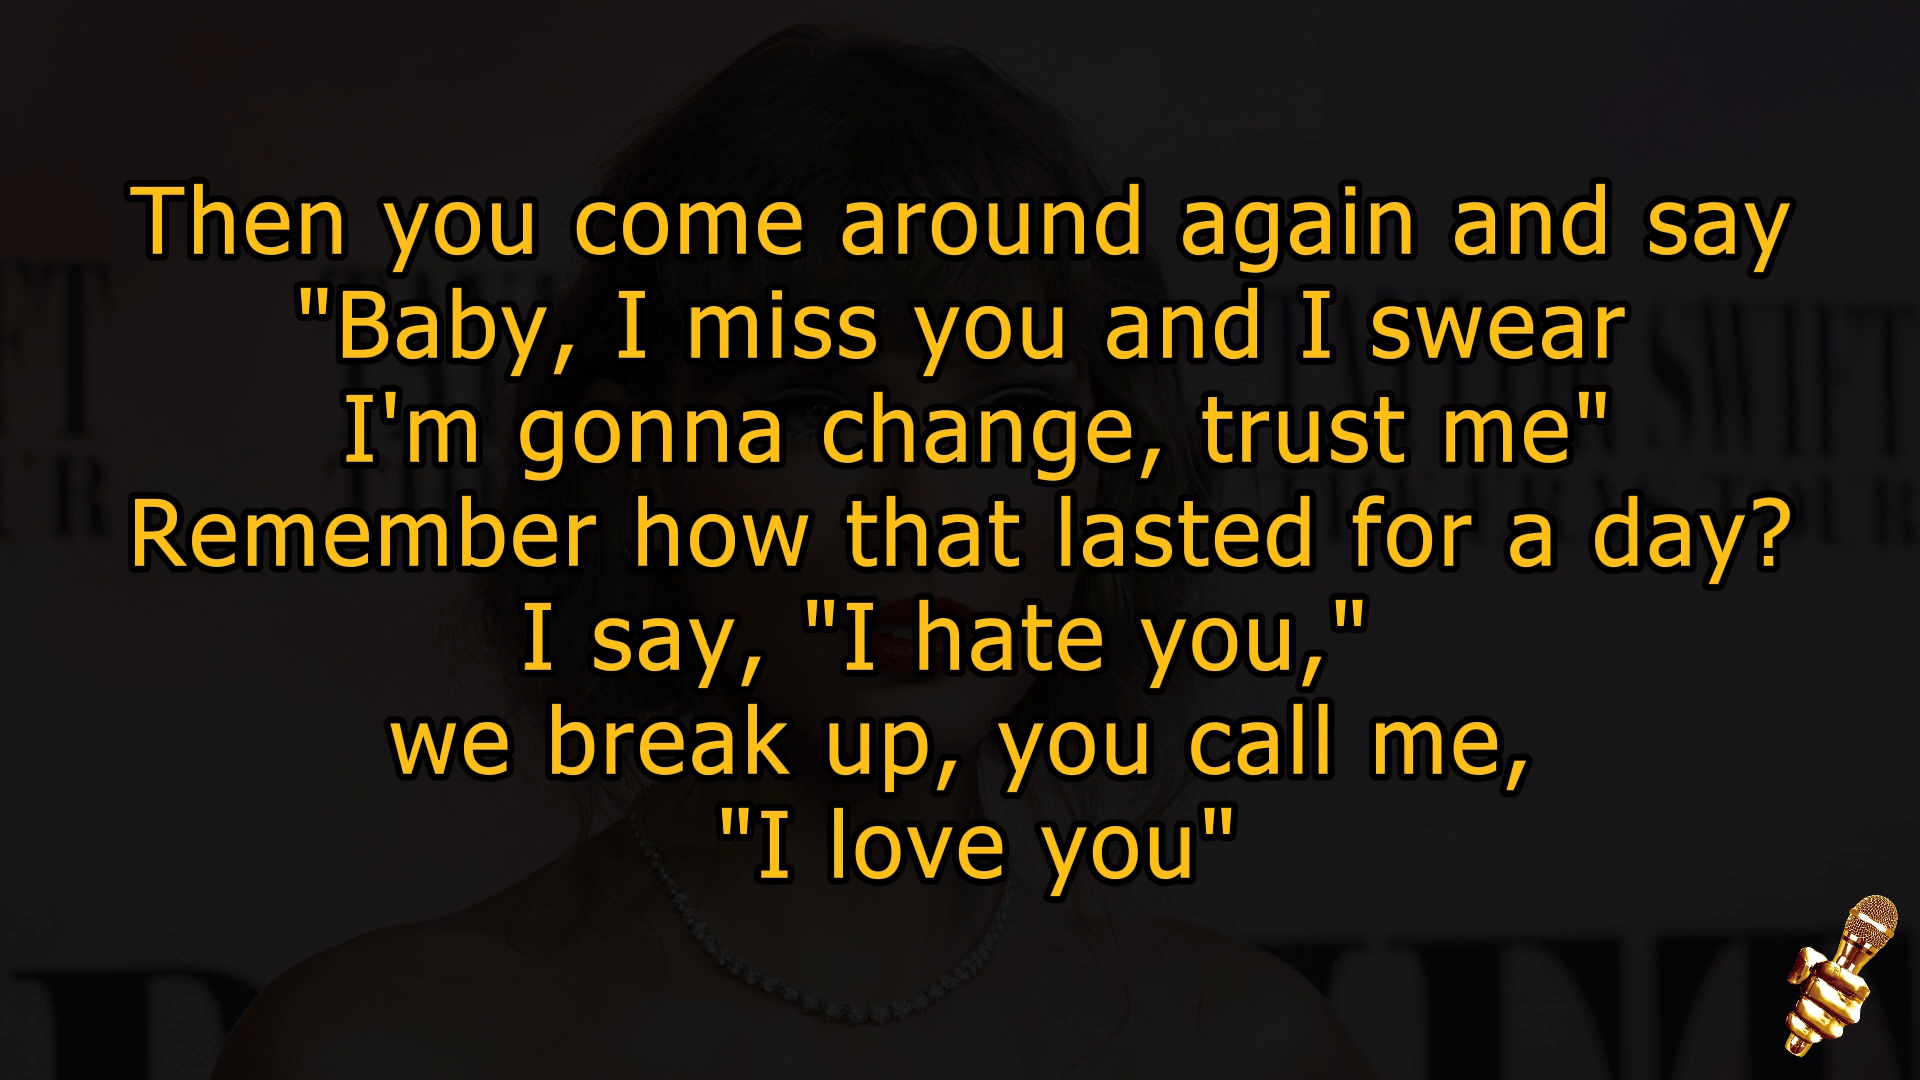 Then you come around again and say
"Baby, I miss you and I swear
I'm gonna change, trust me"
Remember how that lasted for a day?
I say, "I hate you,"
we break up, you call me,
"I love you"
SWIFT